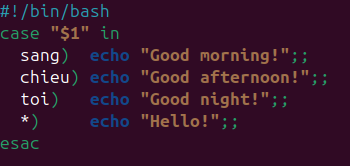 #!/bin/bash
case "$1" in
  sang)  echo "Good morning!";;
  chieu) echo "Good afternoon!";;
  toi)   echo "Good night!";;
  *)     echo "Hello!";;
esac